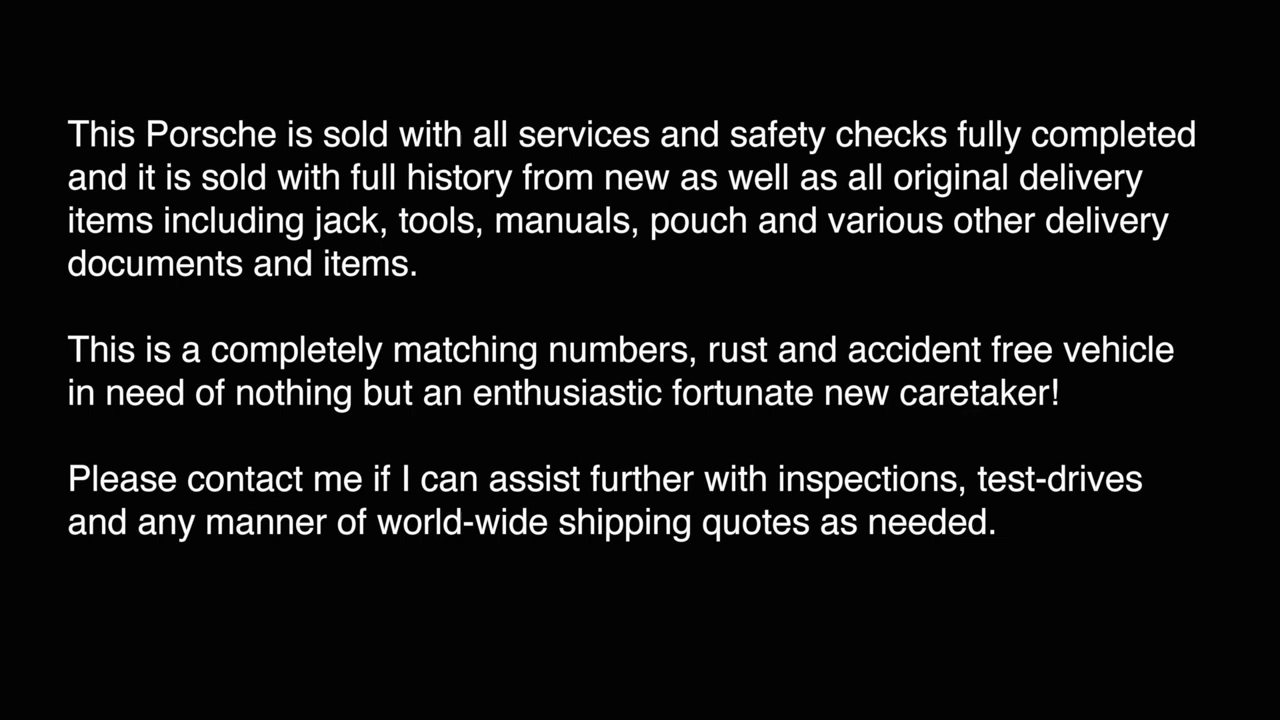 This Porsche is sold with all services and safety checks fully completed
and it is sold with full history from new as well as all original delivery
items including jack, tools, manuals, pouch and various other delivery
documents and items.
This is a completely matching numbers, rust and accident free vehicle
in need of nothing but an enthusiastic fortunate new caretaker!
Please contact me if I can assist further with inspections, test-drives
and any manner of world-wide shipping quotes as needed.